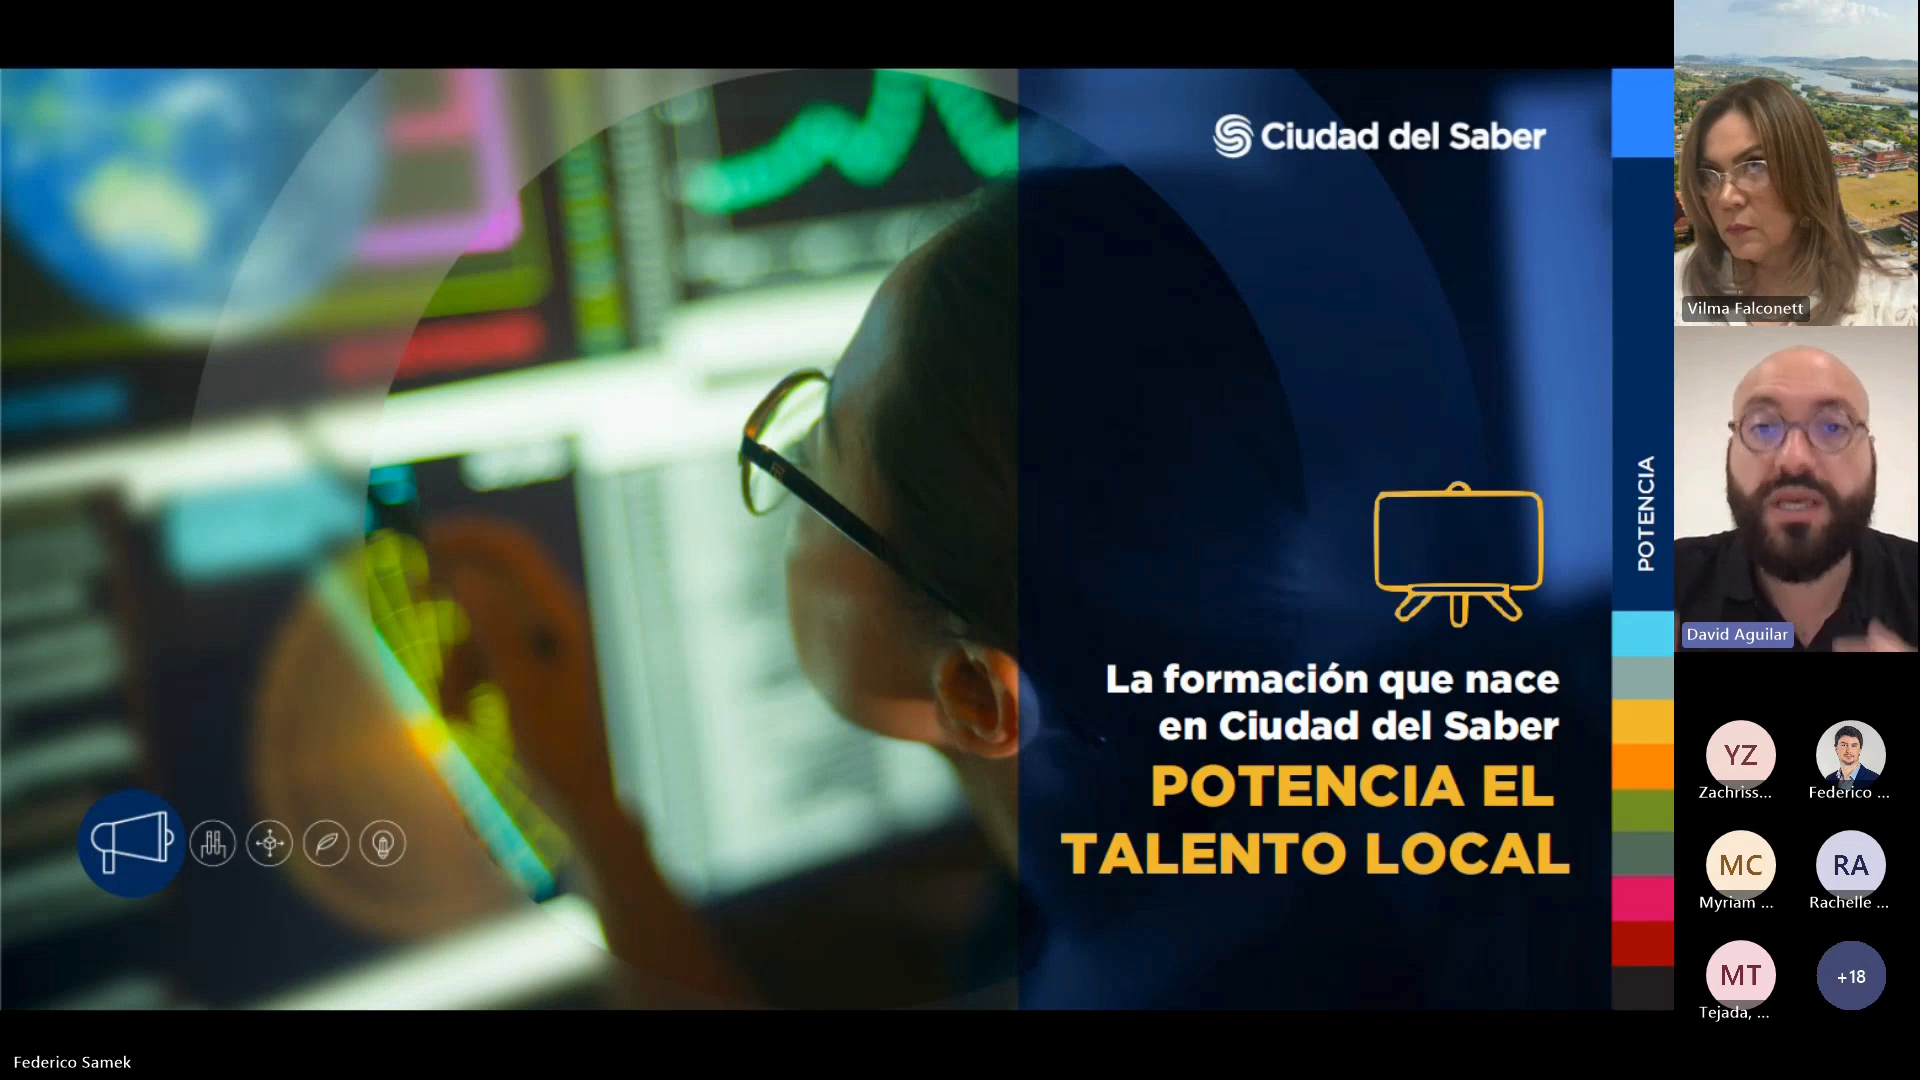 Ciudad del Saber
POTENCIA
La formación que nace
en Ciudad del Saber
POTENCIA EL
TALENTO LOCAL
Vilma Falconett
David Aguilar
YZ
Zachriss...
Federico ...
MC
Myriam ...
RA
Rachelle ...
MT
Tejada, ...
+18
Federico Samek